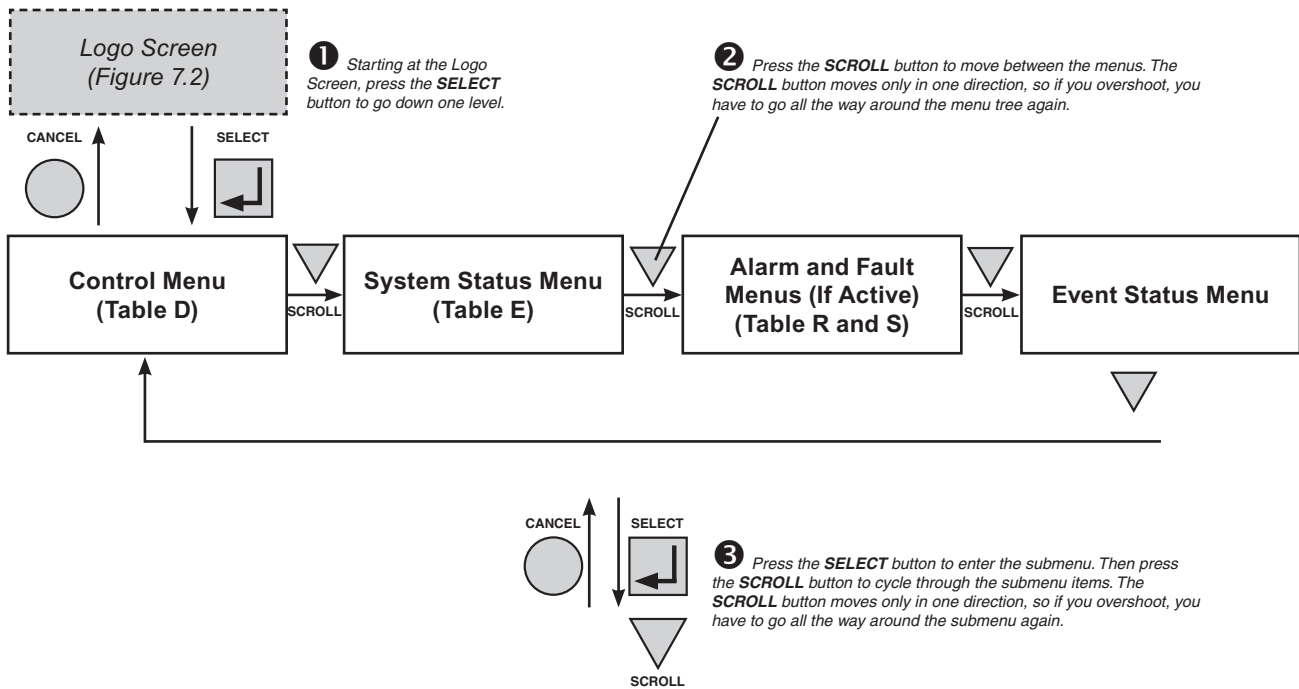 Logo Screen
(Figure 7.2)
❶ Starting at the Logo
Screen, press the SELECT
button to go down one level.
❷ Press the SCROLL button to move between the menus. The
SCROLL button moves only in one direction, so if you overshoot, you
have to go all the way around the menu tree again.
CANCEL
SELECT
Control Menu
(Table D)
SCROLL
System Status Menu
(Table E)
SCROLL
Alarm and Fault
Menus (If Active)
(Table R and S)
SCROLL
Event Status Menu
CANCEL
SELECT
SCROLL
❸ Press the SELECT button to enter the submenu. Then press
the SCROLL button to cycle through the submenu items. The
SCROLL button moves only in one direction, so if you overshoot, you
have to go all the way around the submenu again.